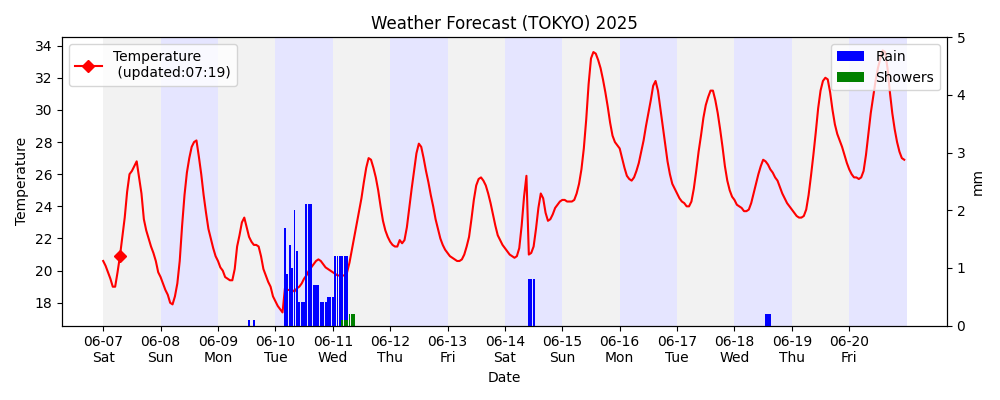 Weather Forecast (TOKYO) 2025
Temperature
(updated:07:19)
Rain
Showers
34
32
30
28
26
24
22
20
18
Temperature
5
4
3
2
1
0
mm
06-07 06-08 06-09 06-10 06-11 06-12 06-13 06-14 06-15 06-16 06-17 06-18 06-19 06-20
Sat Sun Mon Tue Wed Thu Fri Sat Sun Mon Tue Wed Thu Fri
Date